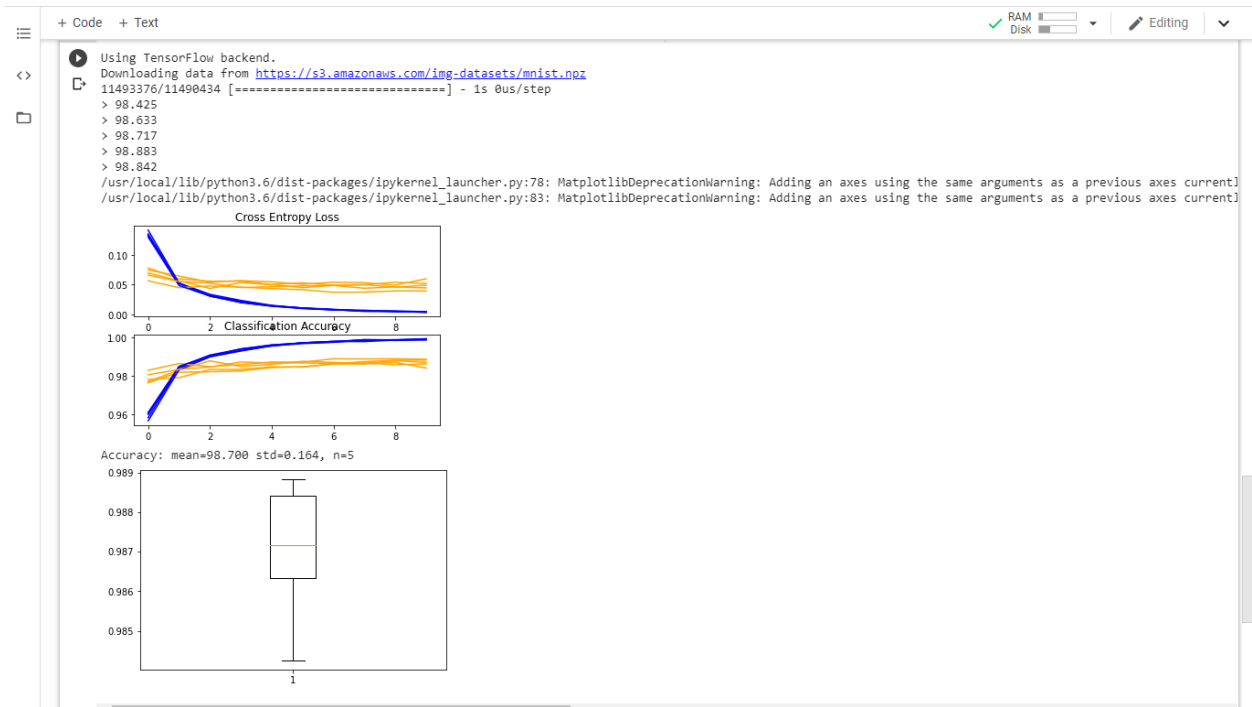 + Code + Text
RAM
Disk
Editing
Using TensorFlow backend.
Downloading data from https://s3.amazonaws.com/img-datasets/mnist.npz
11493376/11490434 [==============================] - 1s 0us/step
> 98.425
> 98.633
> 98.717
> 98.883
> 98.842
/usr/local/lib/python3.6/dist-packages/ipykernel_launcher.py:78: MatplotlibDeprecationWarning: Adding an axes using the same arguments as a previous axes currentl
/usr/local/lib/python3.6/dist-packages/ipykernel_launcher.py:83: MatplotlibDeprecationWarning: Adding an axes using the same arguments as a previous axes currentl
Cross Entropy Loss
0.10
0.05
0.00
0 2 4 6 8
Classification Accuracy
1.00
0.98
0.96
0 2 4 6 8
Accuracy: mean=98.700 std=0.164, n=5
0.989
0.988
0.987
0.986
0.985
1